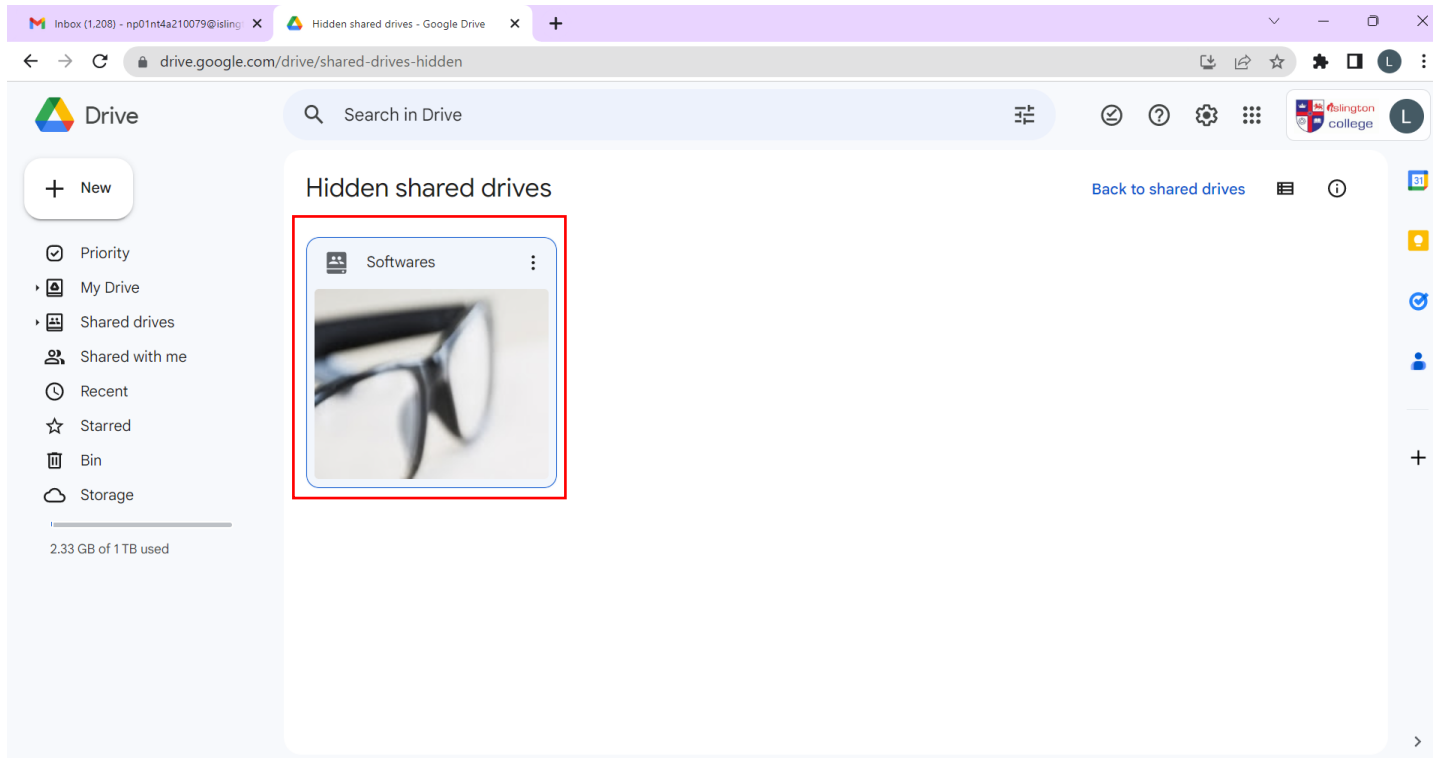 Inbox (1,208) - np01nt4a210079@isling
Hidden shared drives - Google Drive
drive.google.com/drive/shared-drives-hidden
L
Drive
Search in Drive
islington
college
L
New
Hidden shared drives
Back to shared drives
31
Priority
My Drive
Shared drives
Shared with me
Recent
Starred
Bin
Storage
2.33 GB of 1 TB used
Softwares